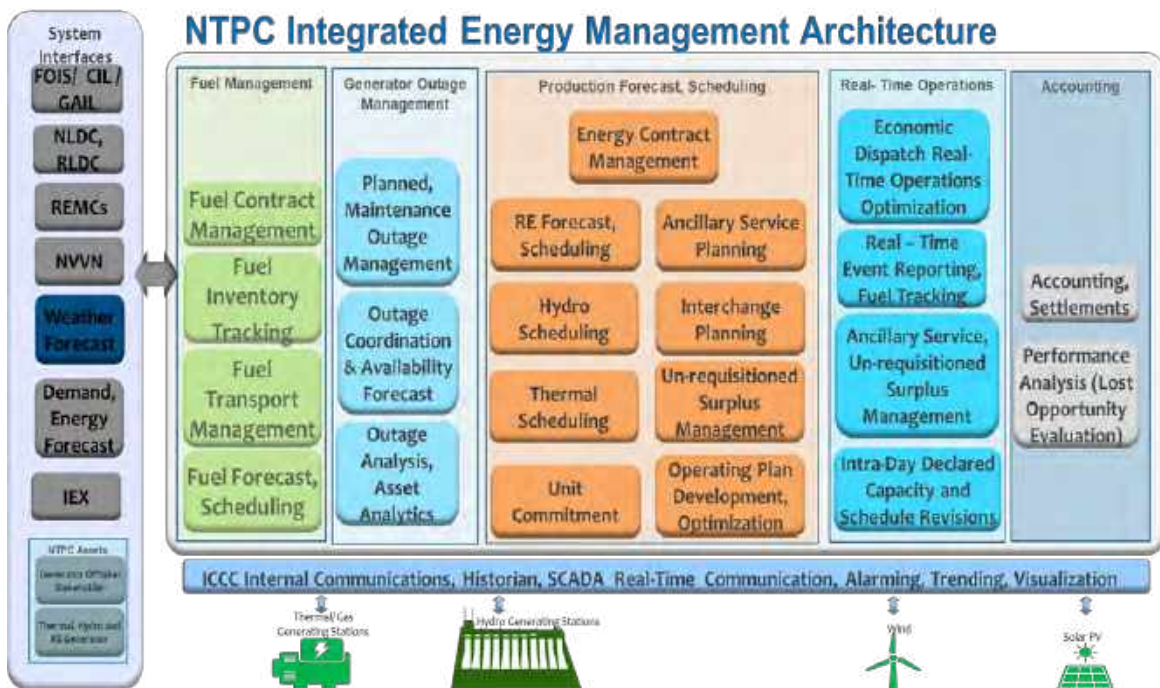 NTPC Integrated Energy Management Architecture
System
Interfaces
FOIS/ CIL /
GAIL
NLDC,
RLDC
REMCs
NVVN
Weather
Forecast
Demand,
Energy
Forecast
IEX
NTPC Assets
Thermal, Hydro and
RE Generator
Fuel Management
Fuel Contract
Management
Fuel
Inventory
Tracking
Fuel
Transport
Management
Fuel Forecast,
Scheduling
Generator Outage
Management
Planned,
Maintenance
Outage
Management
Outage
Coordination
& Availability
Forecast
Outage
Analysis,
Asset
Analytics
Production Forecast, Scheduling
Energy Contract
Management
RE Forecast,
Scheduling
Ancillary Service
Planning
Hydro
Scheduling
Interchange
Planning
Thermal
Scheduling
Un-requisitioned
Surplus
Management
Unit
Commitment
Operating Plan
Development,
Optimization
Real- Time Operations
Economic
Dispatch Real-
Time Operations
Optimization
Real – Time
Event Reporting,
Fuel Tracking
Ancillary Service,
Un-requisitioned
Surplus
Management
Intra-Day Declared
Capacity and
Schedule Revisions
Accounting
Accounting,
Settlements
Performance
Analysis (Lost
Opportunity
Evaluation)
ICCC Internal Communications, Historian, SCADA Real-Time Communication, Alarming, Trending, Visualization
Thermal/ Gas
Generating Stations
Hydro Generating Stations
Wind
Solar PV